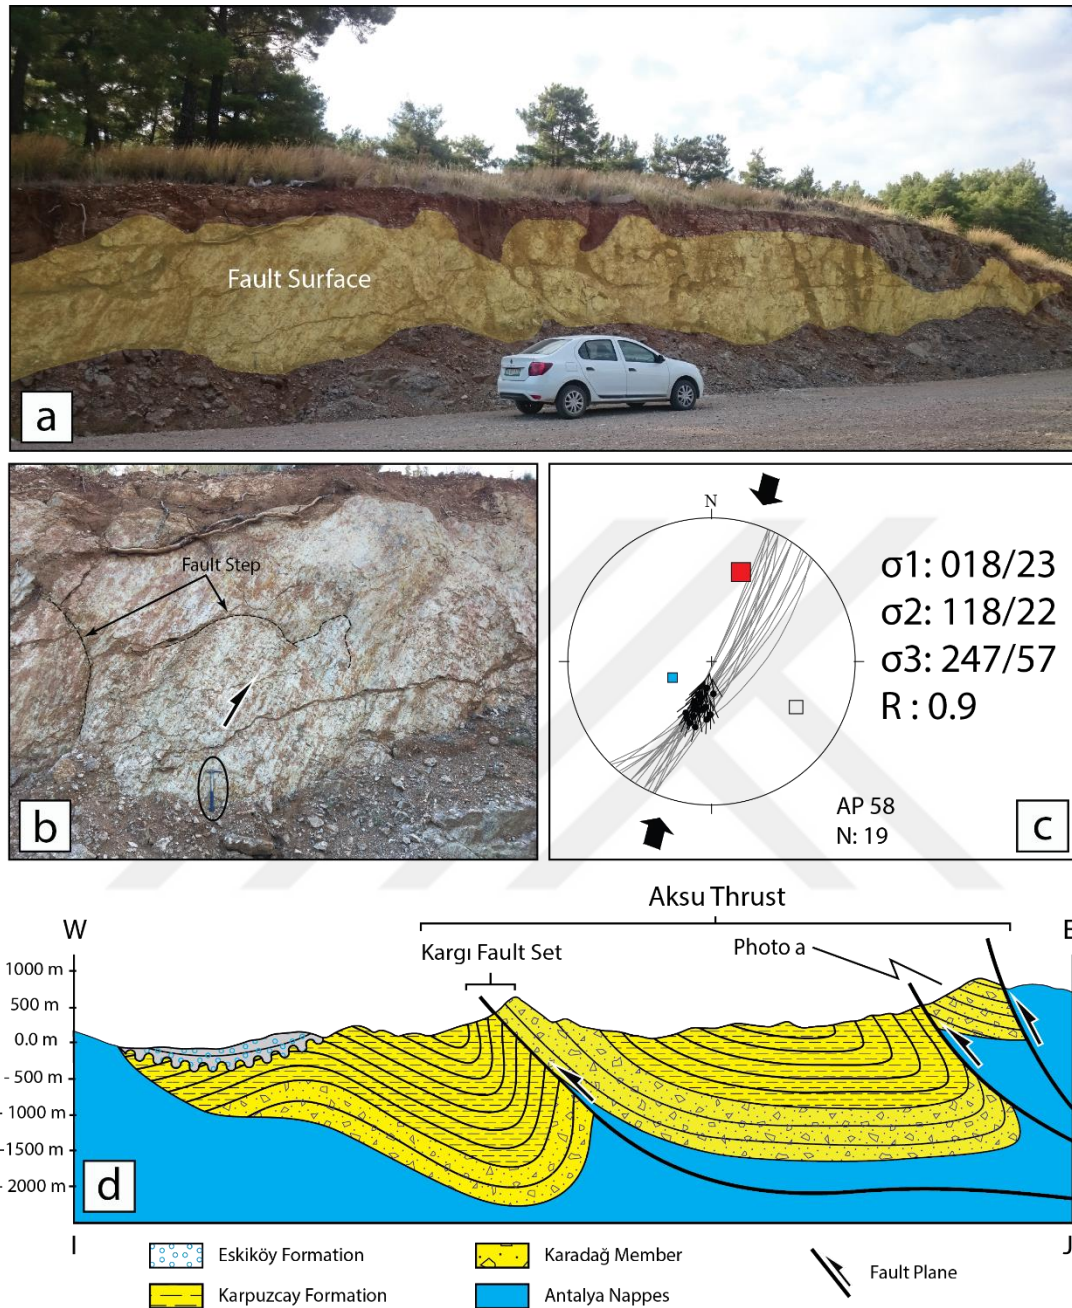 Fault Surface
a
Fault Step
b
N
σ1: 018/23
σ2: 118/22
σ3: 247/57
R : 0.9
AP 58
N: 19
c
Aksu Thrust
W
E
Kargı Fault Set
Photo a
1000 m
500 m
0.0 m
- 500 m
- 1000 m
-1500 m
- 2000 m
d
I
J
Eskiköy Formation
Karadağ Member
Fault Plane
Karpuzcay Formation
Antalya Nappes